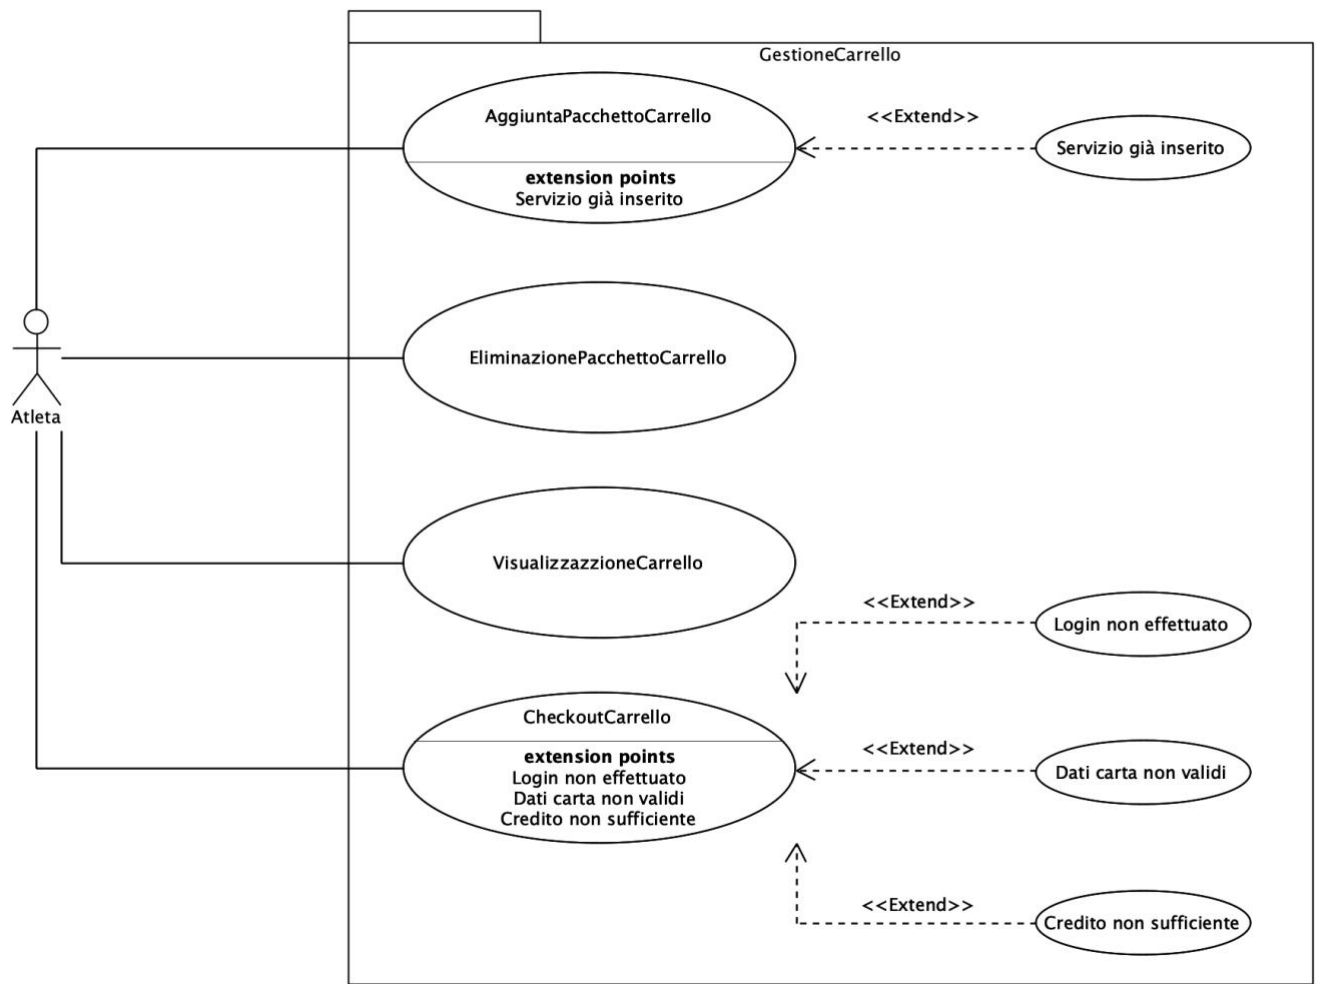 GestioneCarrello
AggiuntaPacchettoCarrello
extension points
Servizio già inserito
<<Extend>>
Servizio già inserito
EliminazionePacchettoCarrello
Atleta
VisualizzazzioneCarrello
<<Extend>>
Login non effettuato
CheckoutCarrello
extension points
Login non effettuato
Dati carta non validi
Credito non sufficiente
<<Extend>>
Dati carta non validi
<<Extend>>
Credito non sufficiente